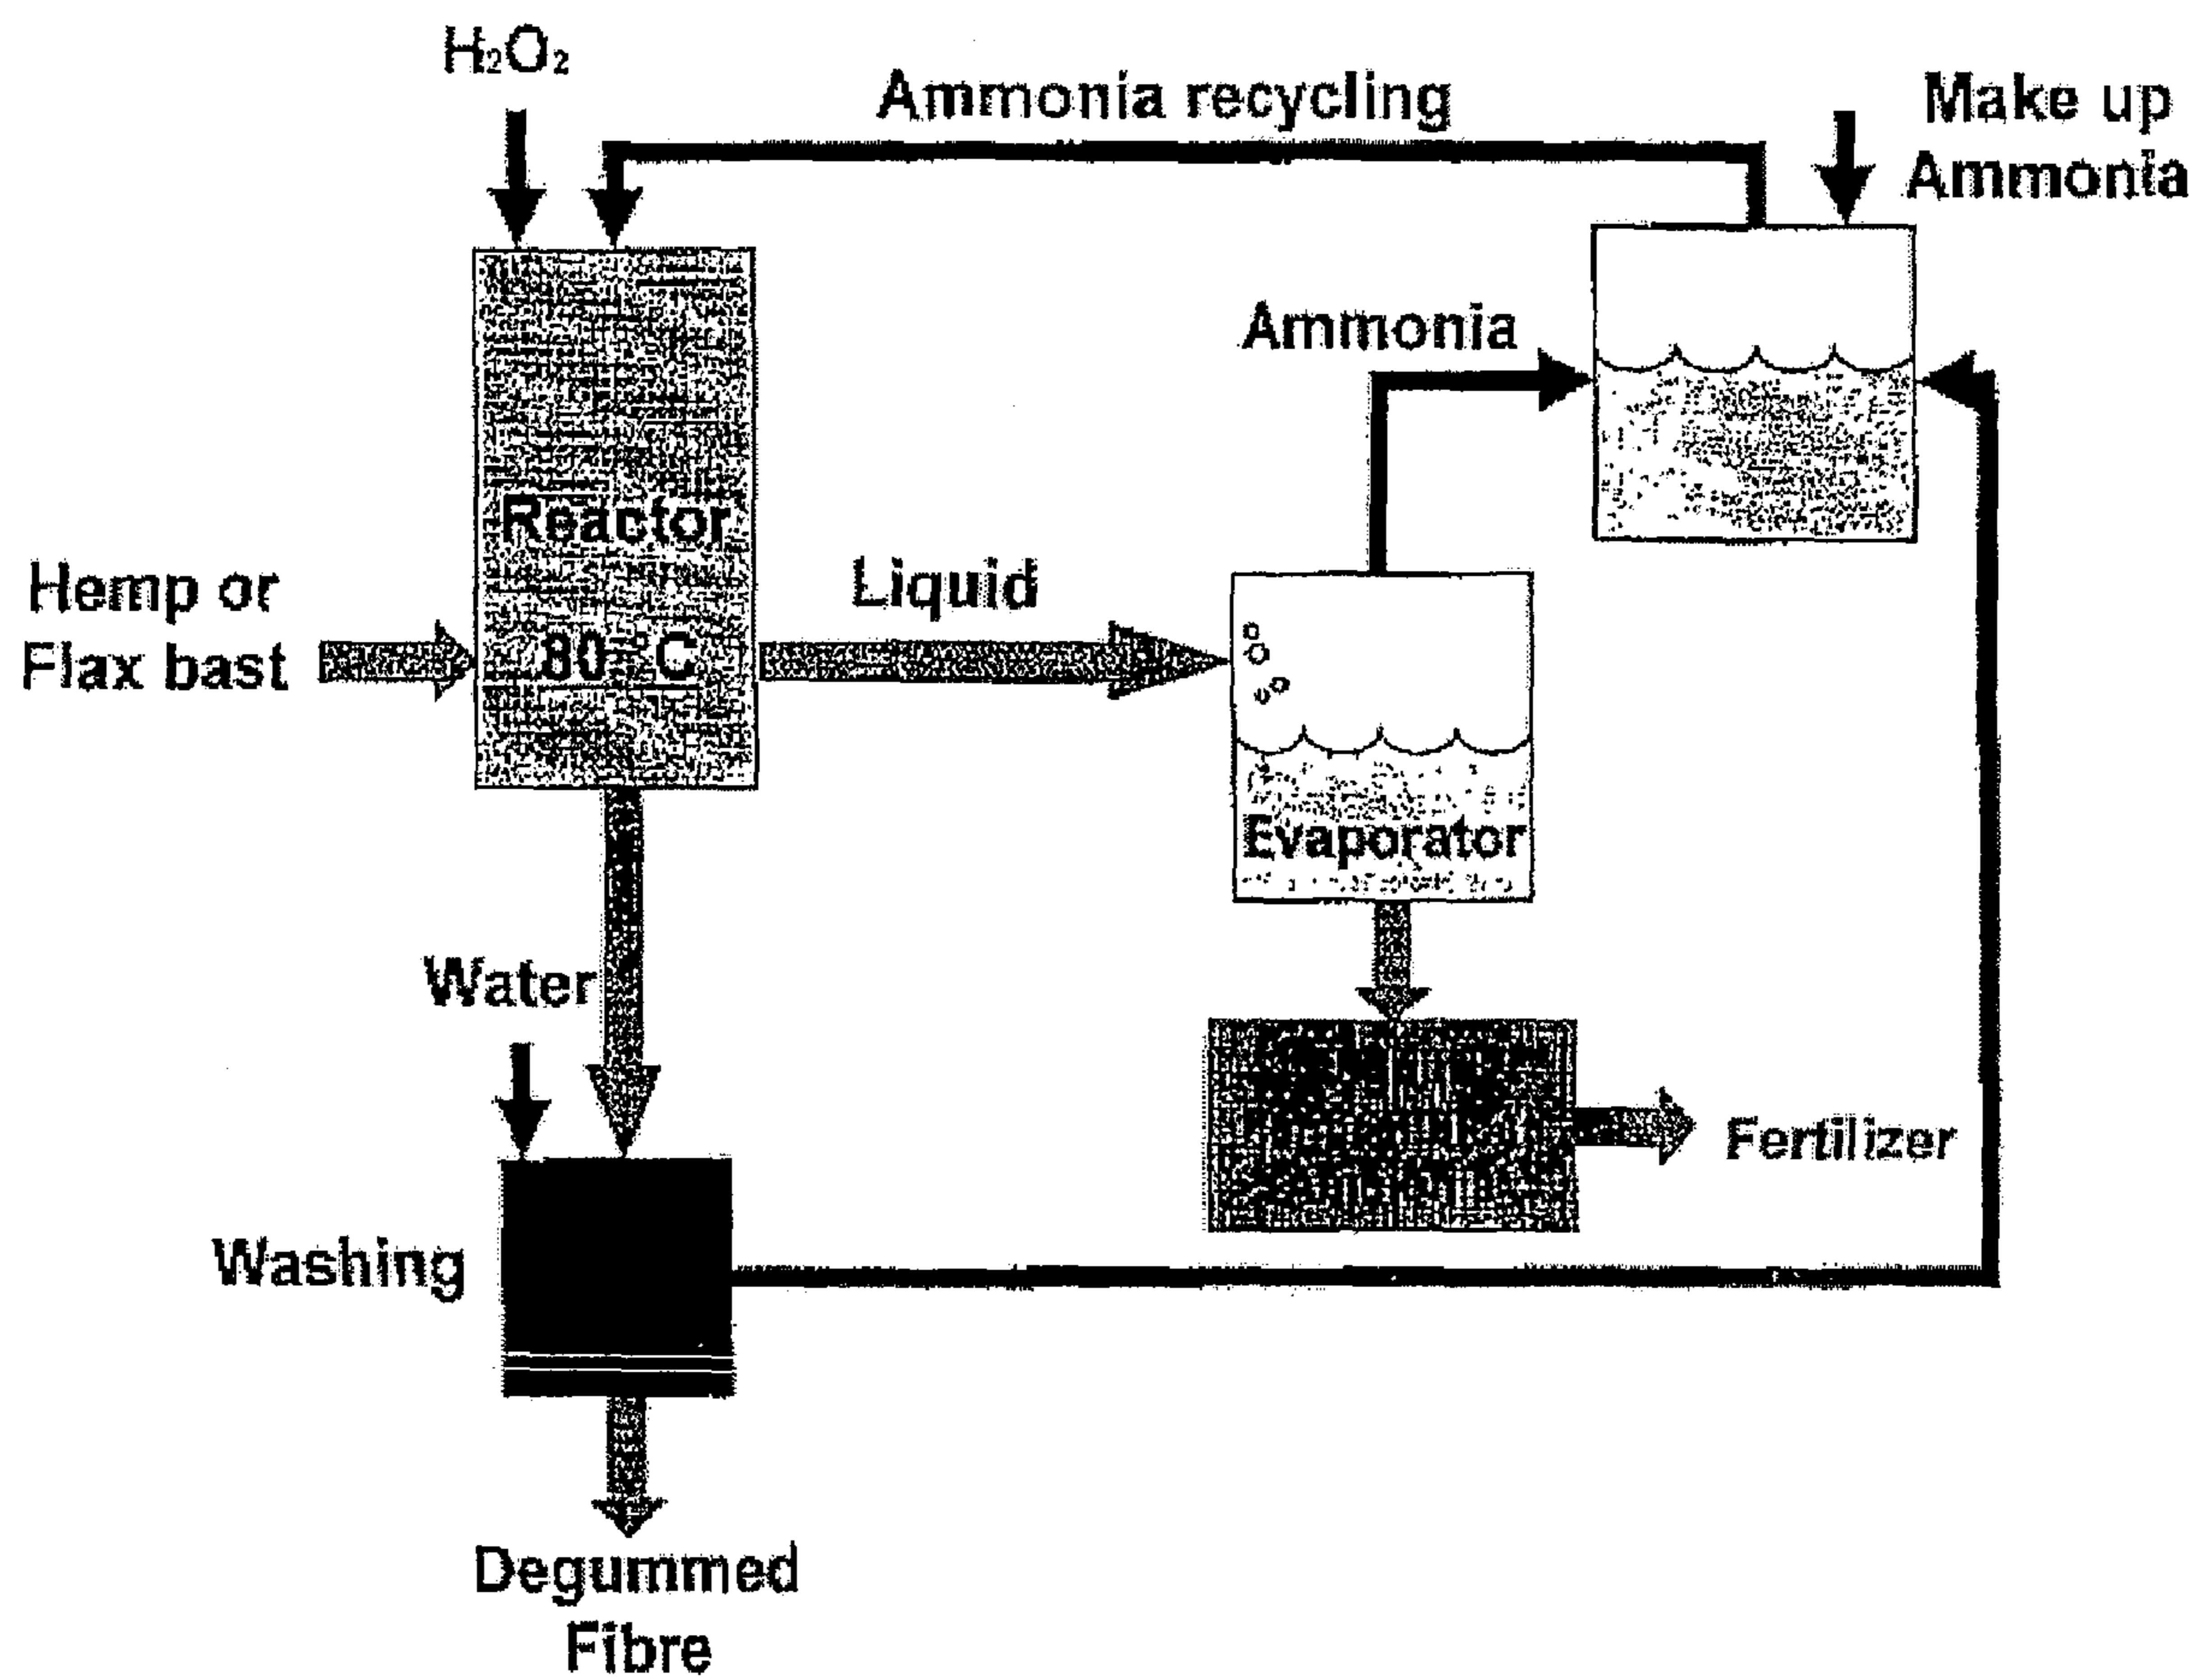 H₂O₂
Ammonia recycling
Make up
Ammonia
Ammonia
Reactor
80 °C
Hemp or
Flax bast
Liquid
Evaporator
Water
Fertilizer
Washing
Degummed
Fibre